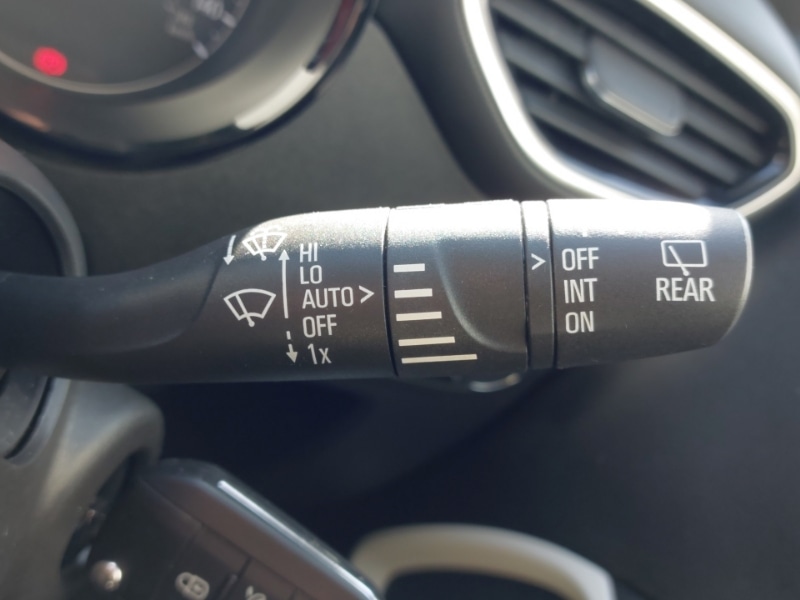 HI
LO
AUTO >
OFF
1x
> OFF
INT
ON
REAR